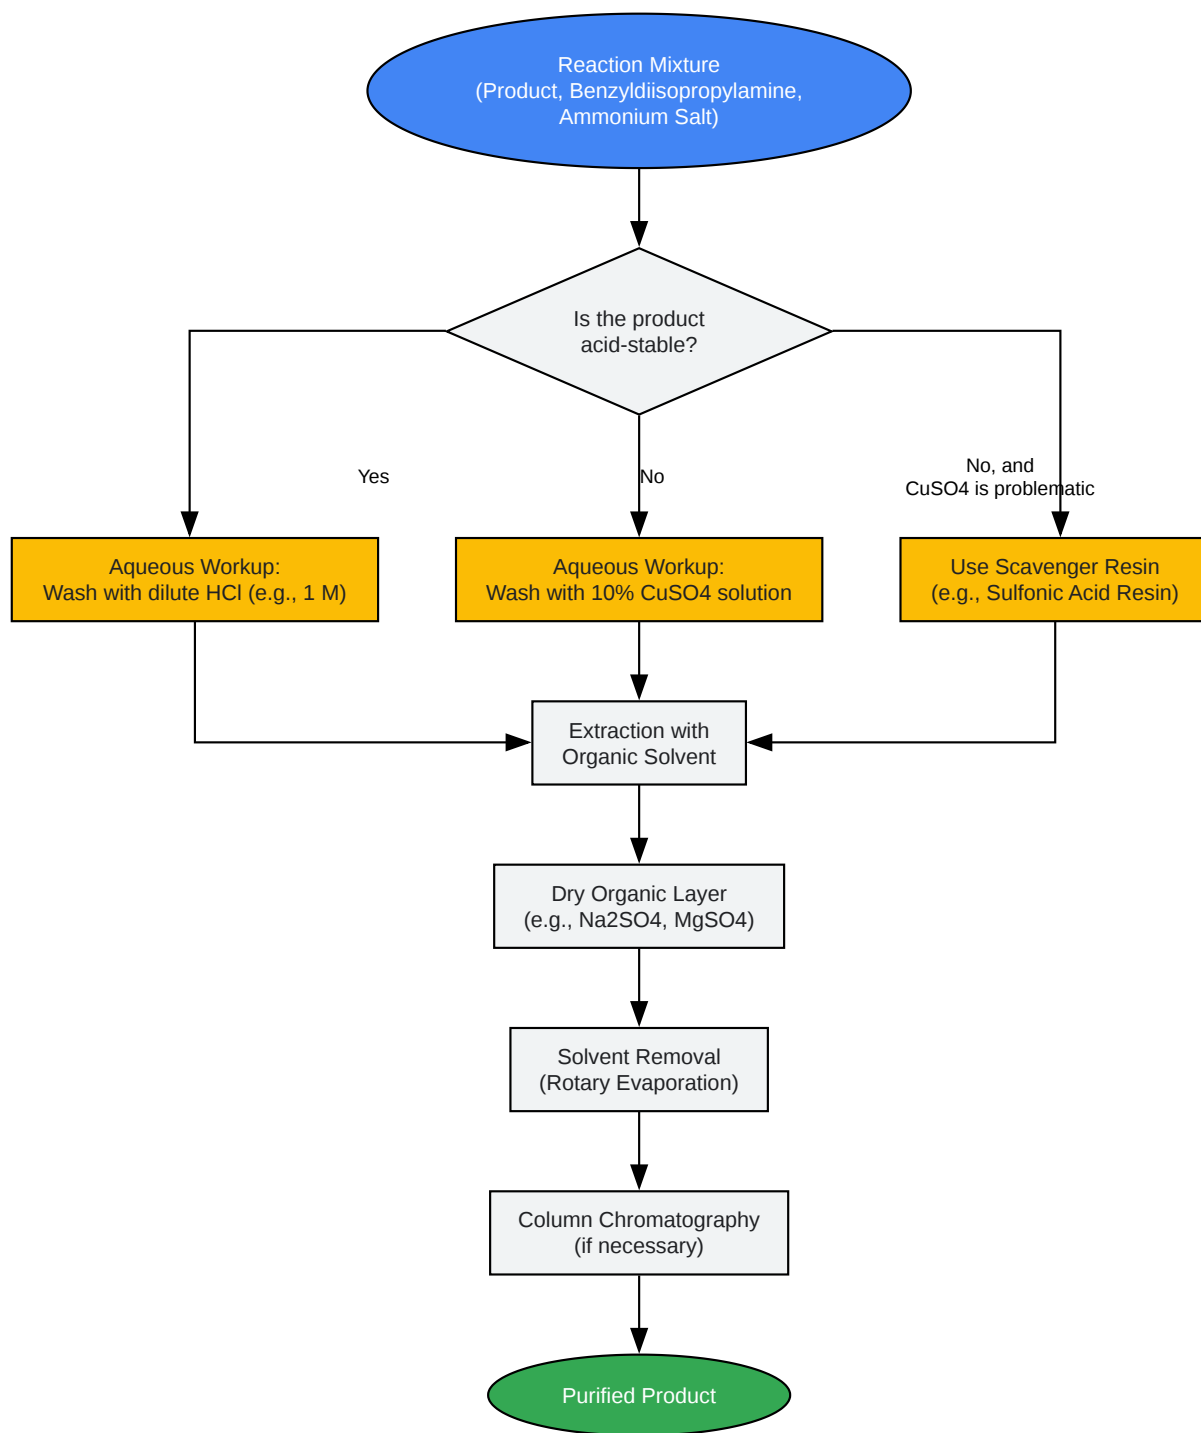 Reaction Mixture
(Product, Benzyldiisopropylamine,
Ammonium Salt)
Is the product
acid-stable?
Yes
No
No, and
CuSO4 is problematic
Aqueous Workup:
Wash with dilute HCl (e.g., 1 M)
Aqueous Workup:
Wash with 10% CuSO4 solution
Use Scavenger Resin
(e.g., Sulfonic Acid Resin)
Extraction with
Organic Solvent
Dry Organic Layer
(e.g., Na2SO4, MgSO4)
Solvent Removal
(Rotary Evaporation)
Column Chromatography
(if necessary)
Purified Product